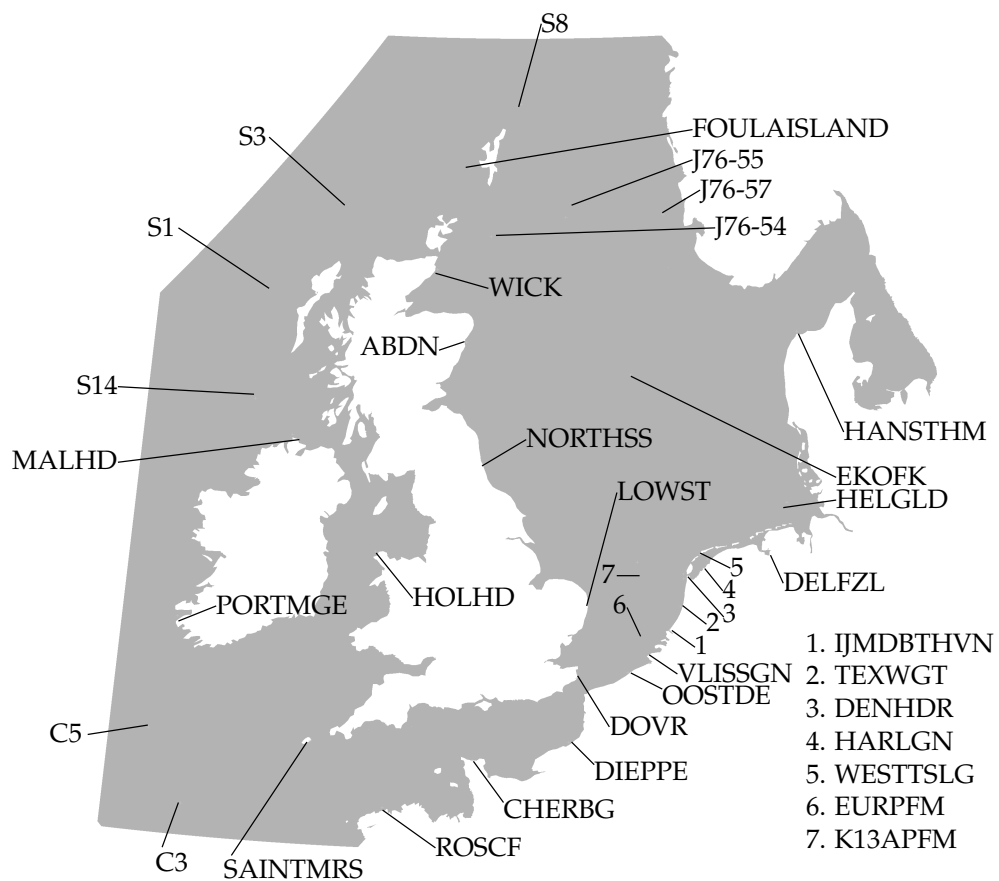 S8
FOULAISLAND
S3
J76-55
J76-57
S1
J76-54
WICK
ABDN
S14
HANSTHM
NORTHSS
MALHD
EKOFK
LOWST
HELGLD
5
7
DELFZL
4
HOLHD
PORTMGE
6
3
2
1
1. IJMDBTHVN
VLISSGN
2. TEXWGT
OOSTDE
3. DENHDR
C5
DOVR
4. HARLGN
DIEPPE
5. WESTTSLG
CHERBG
6. EURPFM
7. K13APFM
ROSCF
C3
SAINTMRS